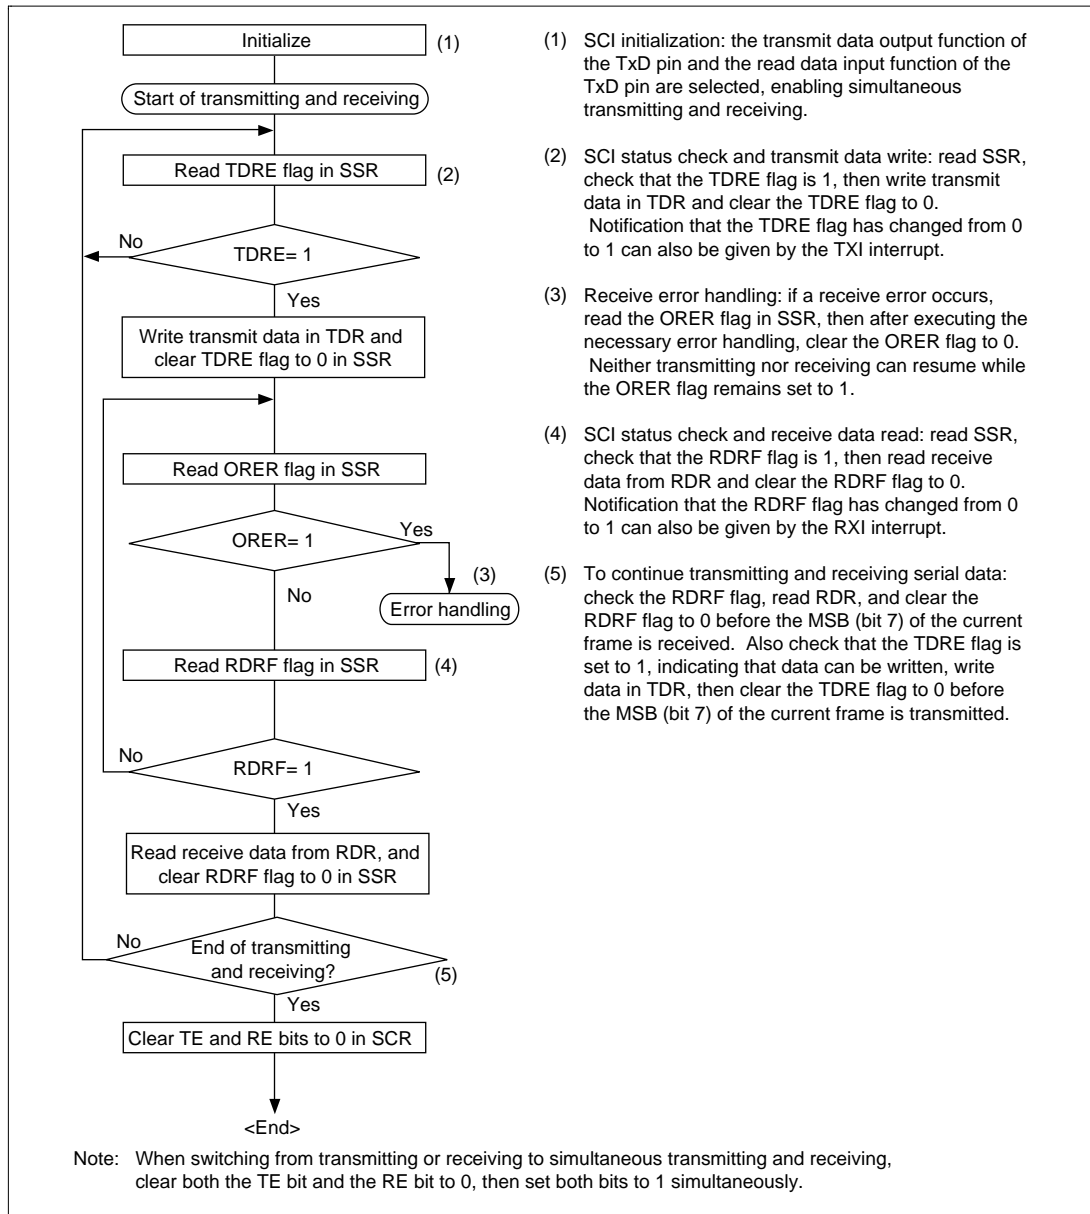 Initialize
(1)
Start of transmitting and receiving
Read TDRE flag in SSR
(2)
No
TDRE= 1
Yes
Write transmit data in TDR and
clear TDRE flag to 0 in SSR
Read ORER flag in SSR
ORER= 1
Yes
(3)
No
Error handling
Read RDRF flag in SSR
(4)
No
RDRF= 1
Yes
Read receive data from RDR, and
clear RDRF flag to 0 in SSR
No
End of transmitting
and receiving?
(5)
Yes
Clear TE and RE bits to 0 in SCR
<End>
(1) SCI initialization: the transmit data output function of
the TxD pin and the read data input function of the
TxD pin are selected, enabling simultaneous
transmitting and receiving.
(2) SCI status check and transmit data write: read SSR,
check that the TDRE flag is 1, then write transmit
data in TDR and clear the TDRE flag to 0.
Notification that the TDRE flag has changed from 0
to 1 can also be given by the TXI interrupt.
(3) Receive error handling: if a receive error occurs,
read the ORER flag in SSR, then after executing the
necessary error handling, clear the ORER flag to 0.
Neither transmitting nor receiving can resume while
the ORER flag remains set to 1.
(4) SCI status check and receive data read: read SSR,
check that the RDRF flag is 1, then read receive
data from RDR and clear the RDRF flag to 0.
Notification that the RDRF flag has changed from 0
to 1 can also be given by the RXI interrupt.
(5) To continue transmitting and receiving serial data:
check the RDRF flag, read RDR, and clear the
RDRF flag to 0 before the MSB (bit 7) of the current
frame is received. Also check that the TDRE flag is
set to 1, indicating that data can be written, write
data in TDR, then clear the TDRE flag to 0 before
the MSB (bit 7) of the current frame is transmitted.
Note: When switching from transmitting or receiving to simultaneous transmitting and receiving,
clear both the TE bit and the RE bit to 0, then set both bits to 1 simultaneously.